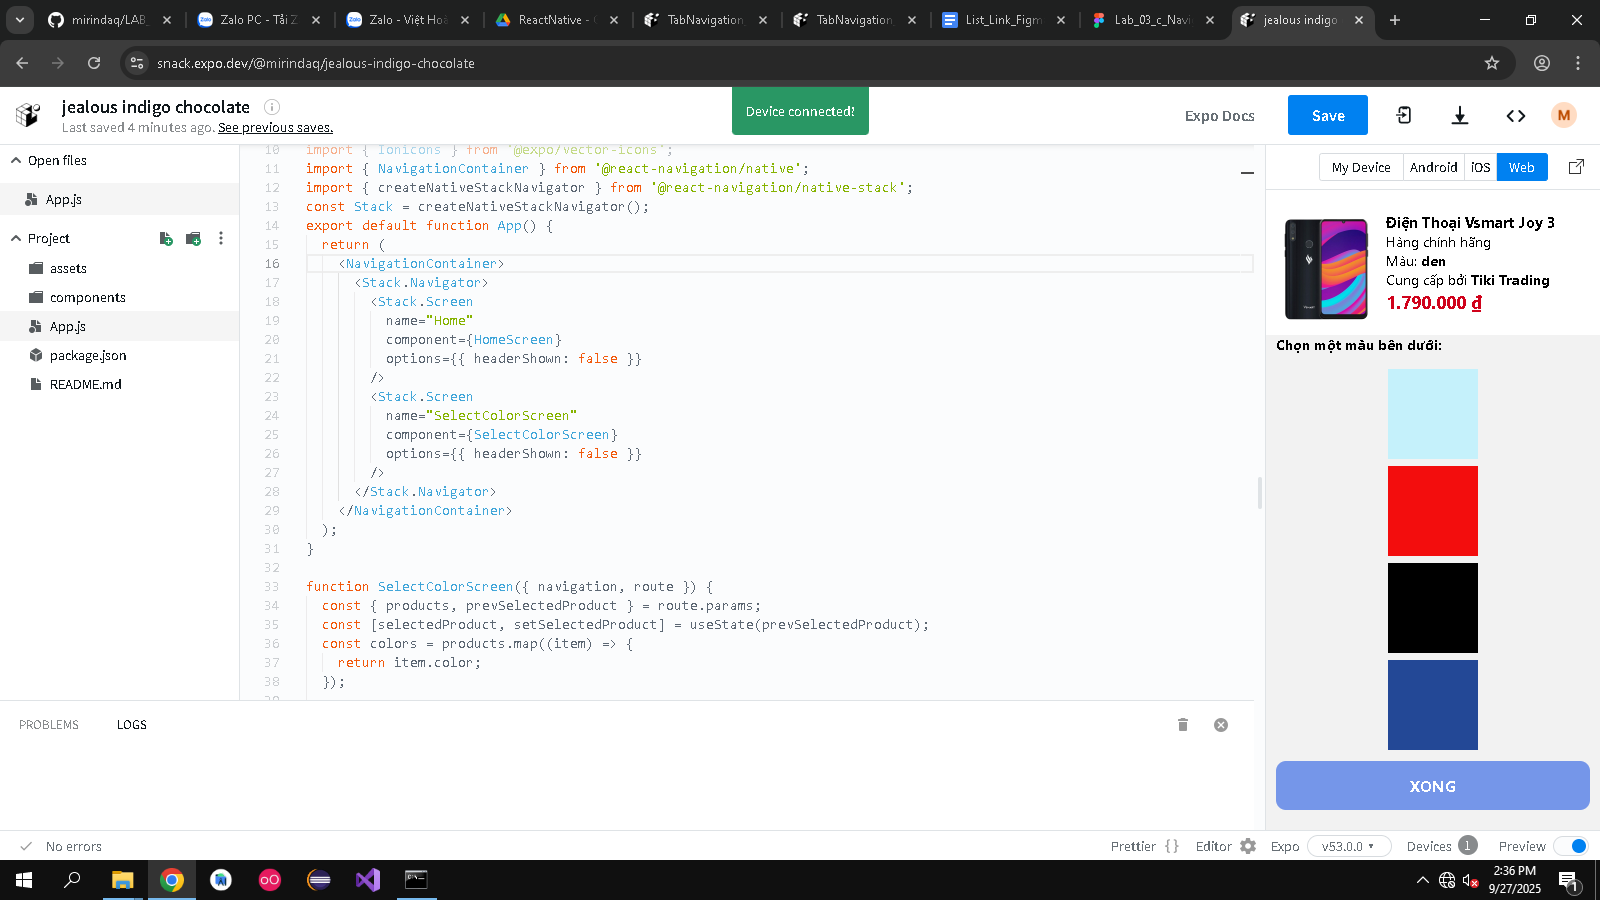 mirindaq/LAB_
Zalo PC - Tải Z
Zalo - Việt Hoà
ReactNative - 
TabNavigation_
TabNavigation
List_Link_Figm
Lab_03_c_Navi
jealous indigo
snack.expo.dev/@mirindaq/jealous-indigo-chocolate
jealous indigo chocolate
Last saved 4 minutes ago. See previous saves.
Device connected!
Expo Docs
Save
M
Open files
App.js
Project
assets
components
App.js
package.json
README.md
10 import { Ionicons } from '@expo/vector-icons';
11 import { NavigationContainer } from '@react-navigation/native';
12 import { createNativeStackNavigator } from '@react-navigation/native-stack';
13 const Stack = createNativeStackNavigator();
14 export default function App() {
15 return (
16 <NavigationContainer>
17 <Stack.Navigator>
18 <Stack.Screen
19 name="Home"
20 component={HomeScreen}
21 options={{ headerShown: false }}
22 />
23 <Stack.Screen
24 name="SelectColorScreen"
25 component={SelectColorScreen}
26 options={{ headerShown: false }}
27 />
28 </Stack.Navigator>
29 </NavigationContainer>
30 );
31 }
32
33 function SelectColorScreen({ navigation, route }) {
34 const { products, prevSelectedProduct } = route.params;
35 const [selectedProduct, setSelectedProduct] = useState(prevSelectedProduct);
36 const colors = products.map((item) => {
37 return item.color;
38 });
39
My Device
Android
iOS
Web
Điện Thoại Vsmart Joy 3
Hàng chính hãng
Màu: den
Cung cấp bởi Tiki Trading
1.790.000 ₫
Chọn một màu bên dưới:
XONG
PROBLEMS
LOGS
No errors
Prettier { }
Editor
Expo
v53.0.0
Devices 1
Preview
2:36 PM
9/27/2025
1